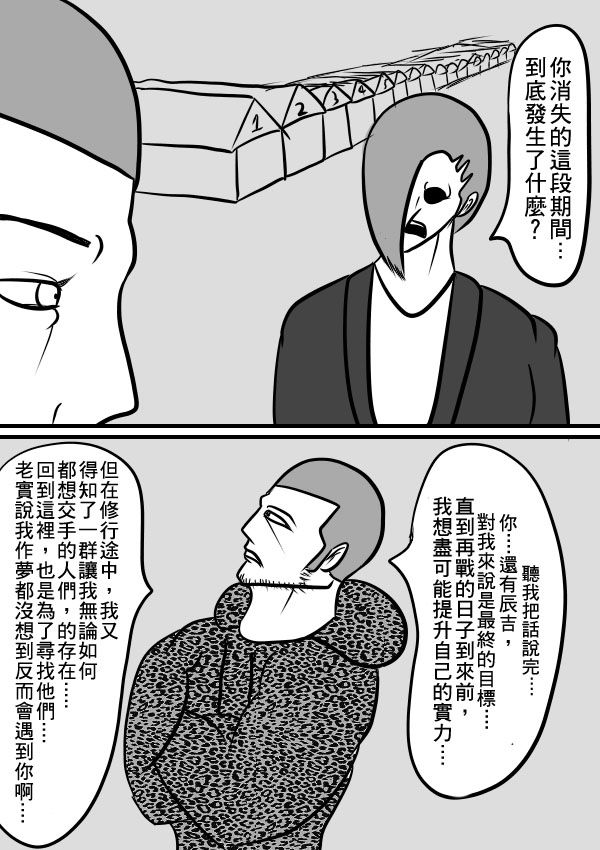 你消失的這段期間…
到底發生了什麼？
1
2
3
4
聽我把話說完……
你…還有辰吉，
對我來說是最終的目標…
直到再戰的日子到來前，
我想盡可能提升自己的實力…
但在修行途中，我又
得知了一群讓我無論如何
都想交手的人們，的存在……
回到這裡，也是為了尋找他們…
老實說我作夢都沒想到反而會遇到你啊…